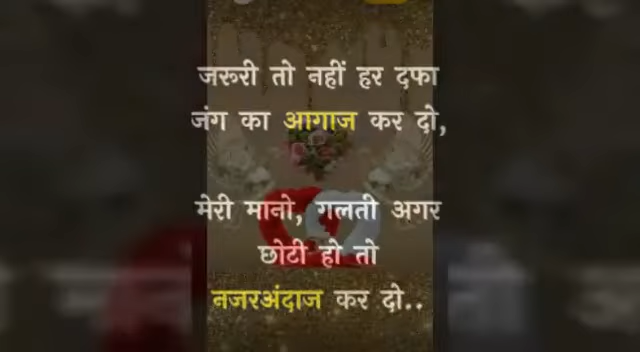 जरूरी तो नहीं हर दफा
जंग का आगाज कर दो,
मेरी मानो, गलती अगर
छोटी हो तो
नजरअंदाज कर दो..